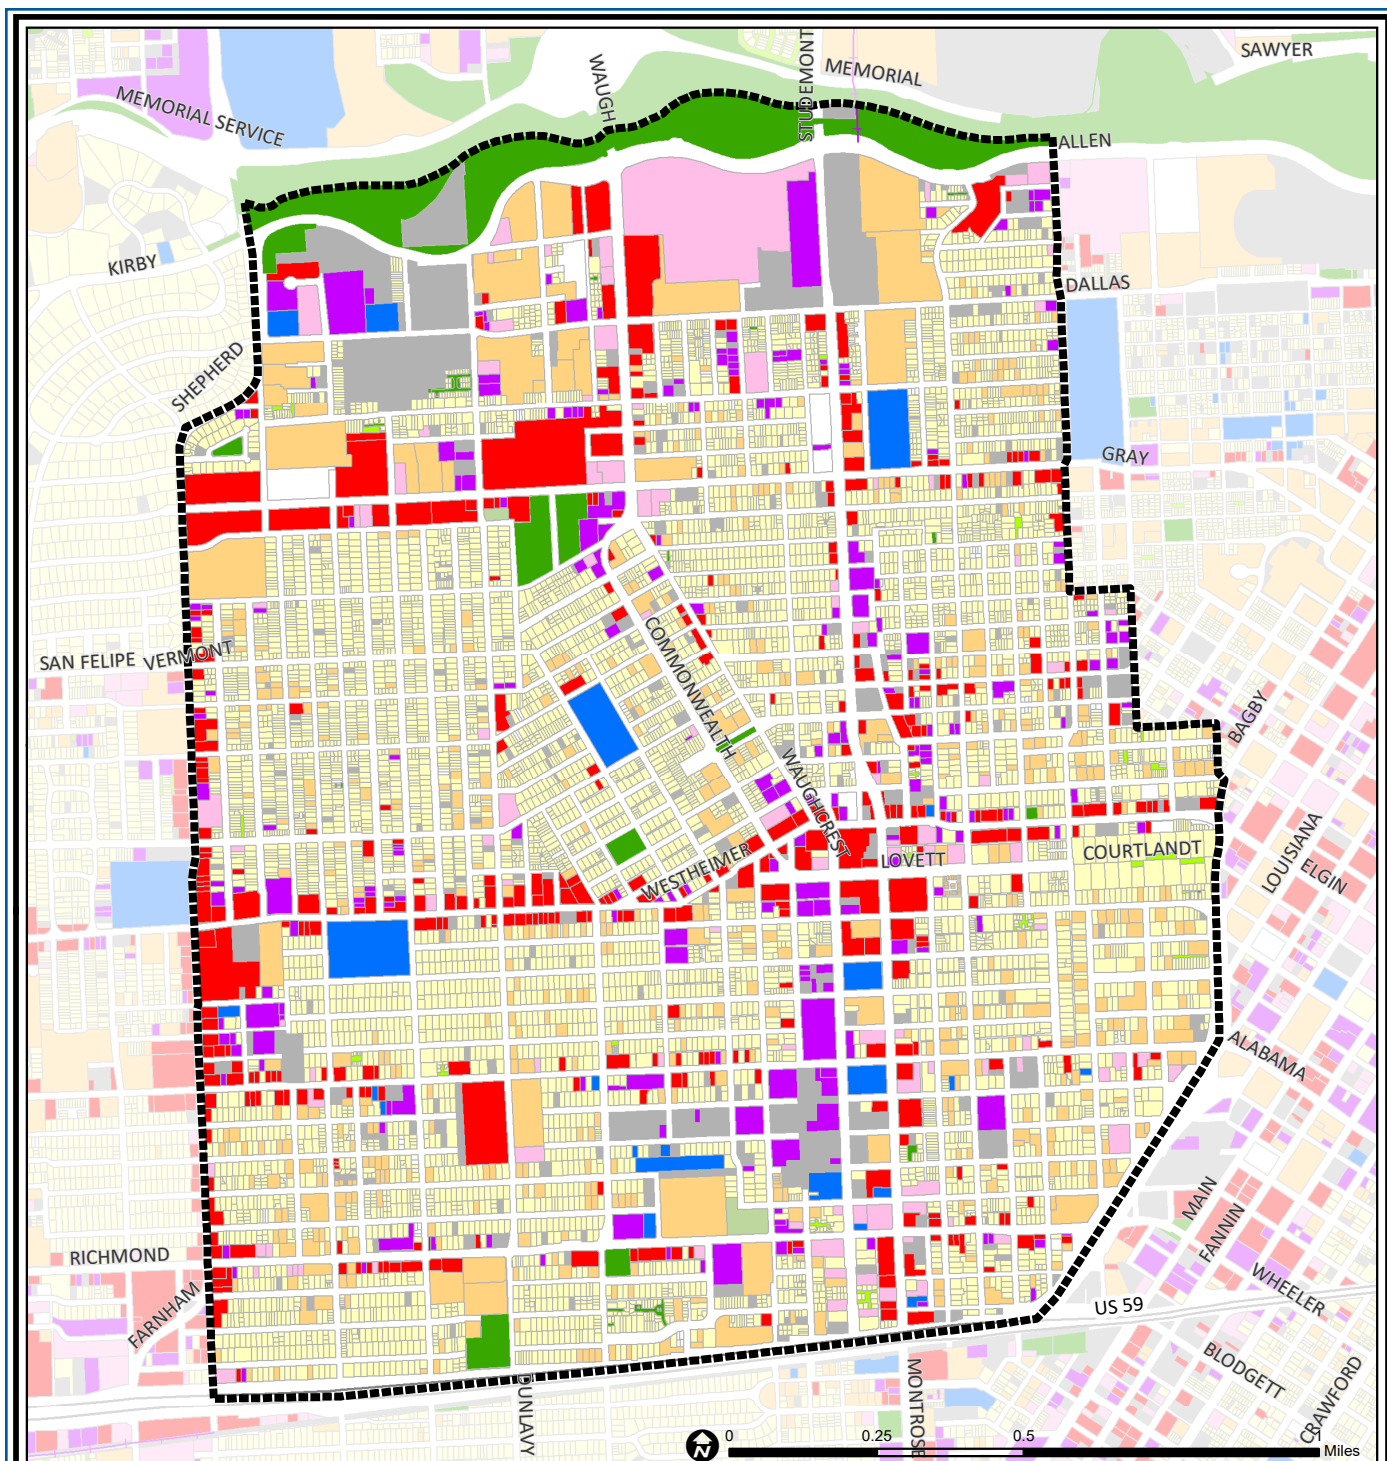 SAWYER
WAUGH
STUDEMONT
MEMORIAL
MEMORIAL SERVICE
ALLEN
KIRBY
DALLAS
SHEPHERD
GRAY
COMMONWEALTH
SAN FELIPE
VERMONT
BAGBY
WAUGHCREST
LOUISIANA
WESTHEIMER
LOVETT
COURTLANDT
ELGIN
ALABAMA
MAIN
FANNIN
RICHMOND
WHEELER
FARNHAM
US 59
BLODGETT
CRAWFORD
DUNLAVY
MONTROSE
N
0 0.25 0.5 1
Miles